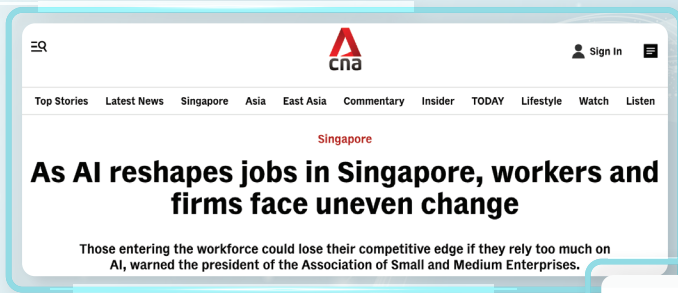 cna
Sign In
Top Stories Latest News Singapore Asia East Asia Commentary Insider TODAY Lifestyle Watch Listen
Singapore
As AI reshapes jobs in Singapore, workers and
firms face uneven change
Those entering the workforce could lose their competitive edge if they rely too much on
AI, warned the president of the Association of Small and Medium Enterprises.